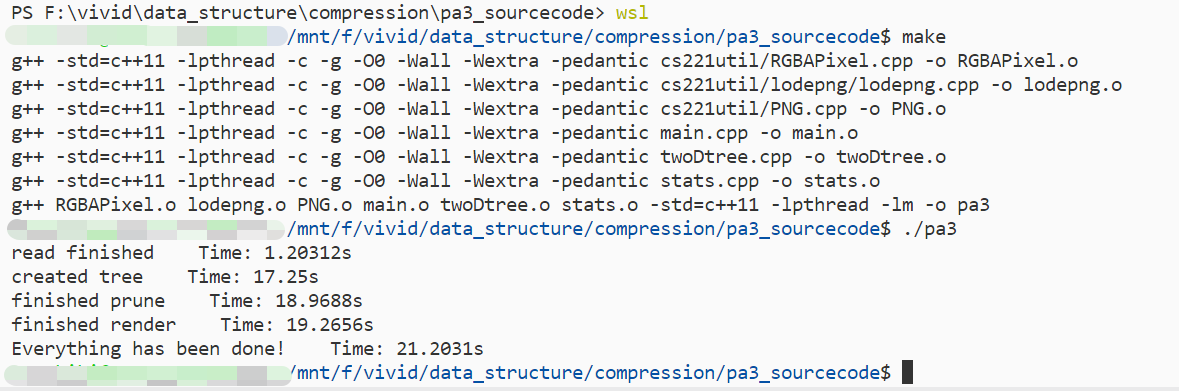 PS F:\vivid\data_structure\compression\pa3_sourcecode> wsl
/mnt/f/vivid/data_structure/compression/pa3_sourcecode$ make
g++ -std=c++11 -lpthread -c -g -O0 -Wall -Wextra -pedantic cs221util/RGBAPixel.cpp -o RGBAPixel.o
g++ -std=c++11 -lpthread -c -g -O0 -Wall -Wextra -pedantic cs221util/lodepng/lodepng.cpp -o lodepng.o
g++ -std=c++11 -lpthread -c -g -O0 -Wall -Wextra -pedantic cs221util/PNG.cpp -o PNG.o
g++ -std=c++11 -lpthread -c -g -O0 -Wall -Wextra -pedantic main.cpp -o main.o
g++ -std=c++11 -lpthread -c -g -O0 -Wall -Wextra -pedantic twoDtree.cpp -o twoDtree.o
g++ -std=c++11 -lpthread -c -g -O0 -Wall -Wextra -pedantic stats.cpp -o stats.o
g++ RGBAPixel.o lodepng.o PNG.o main.o twoDtree.o stats.o -std=c++11 -lpthread -lm -o pa3
/mnt/f/vivid/data_structure/compression/pa3_sourcecode$ ./pa3
read finished    Time: 1.20312s
created tree    Time: 17.25s
finished prune    Time: 18.9688s
finished render    Time: 19.2656s
Everything has been done!    Time: 21.2031s
/mnt/f/vivid/data_structure/compression/pa3_sourcecode$